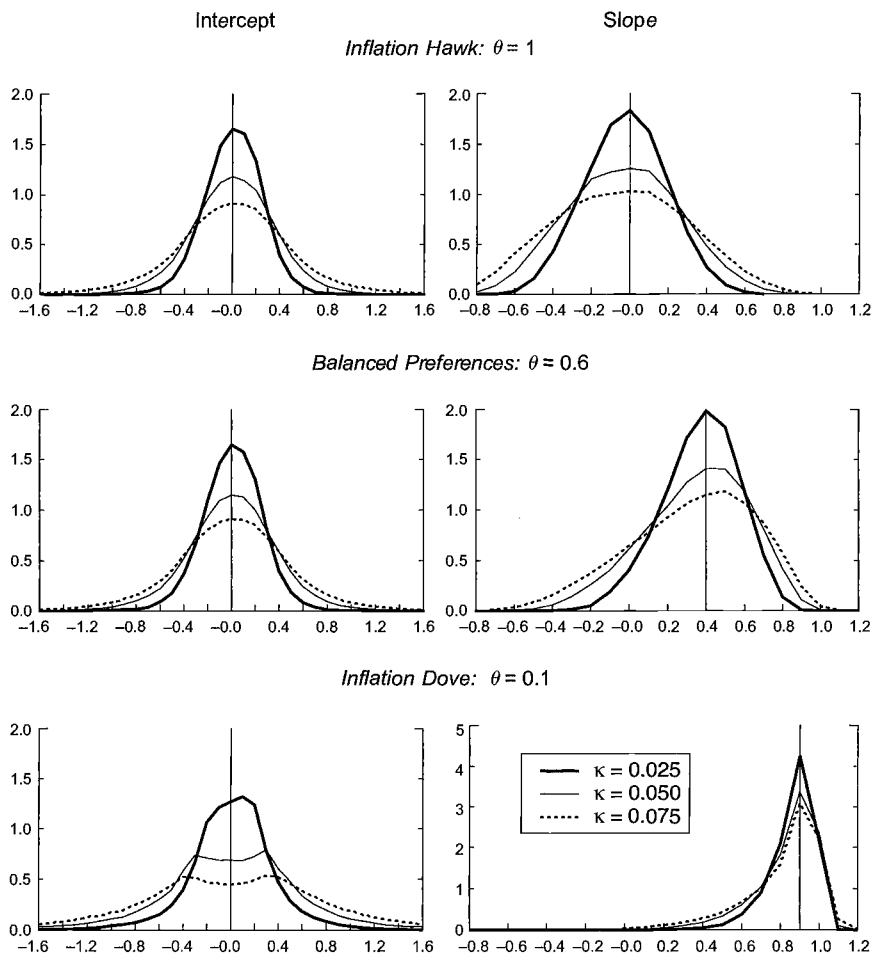 Intercept Slope
Inflation Hawk: θ = 1
2.0 2.0
1.5 1.5
1.0 1.0
0.5 0.5
0.0 0.0
−1.6 −1.2 −0.8 −0.4 −0.0 0.4 0.8 1.2 1.6 −0.8 −0.6 −0.4 −0.2 −0.0 0.2 0.4 0.6 0.8 1.0 1.2
Balanced Preferences: θ = 0.6
2.0 2.0
1.5 1.5
1.0 1.0
0.5 0.5
0.0 0.0
−1.6 −1.2 −0.8 −0.4 −0.0 0.4 0.8 1.2 1.6 −0.8 −0.6 −0.4 −0.2 −0.0 0.2 0.4 0.6 0.8 1.0 1.2
Inflation Dove: θ = 0.1
2.0 5
1.5 4
1.0 3
0.5 2
0.0 1
0
κ = 0.025
κ = 0.050
κ = 0.075
−1.6 −1.2 −0.8 −0.4 −0.0 0.4 0.8 1.2 1.6 −0.8 −0.6 −0.4 −0.2 −0.0 0.2 0.4 0.6 0.8 1.0 1.2